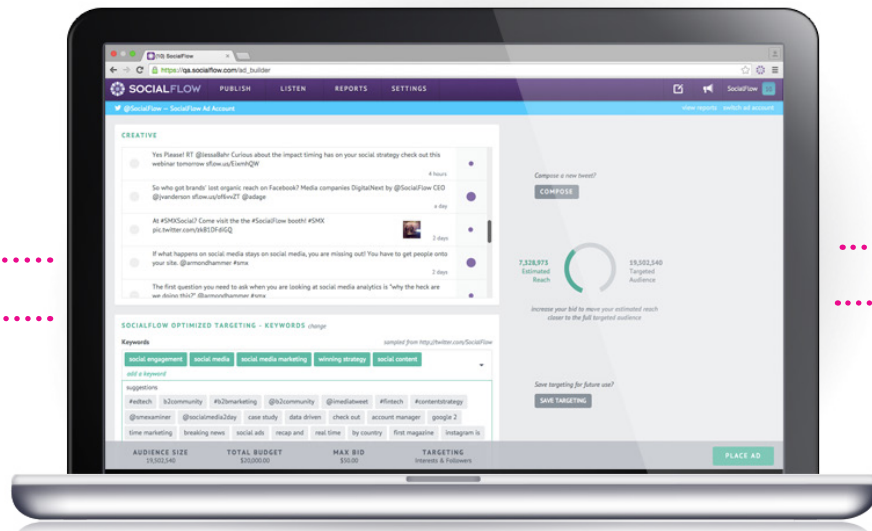 (10) SocialFlow
https://qa.socialflow.com/ad_builder
SOCIALFLOW PUBLISH LISTEN REPORTS SETTINGS SocialFlow
@SocialFlow — SocialFlow Ad Account view reports switch ad account
CREATIVE
Yes Please! RT @JessaBahr Curious about the impact timing has on your social strategy check out this
webinar tomorrow sflow.us/EixmhQW
4 hours
So who got brands' lost organic reach on Facebook? Media companies DigitalNext by @SocialFlow CEO
@jvanderson sflow.us/of6vvZT @adage
a day
At #SMXSocial? Come visit the the #SocialFlow booth! #SMX
2 days
If what happens on social media stays on social media, you are missing out! You have to get people onto
your site. @armondhammer #smx
2 days
The first question you need to ask when you are looking at social media analytics is "why the heck are
we doing this?" @armondhammer #smx
Compose a new tweet?
COMPOSE
7,328,973
Estimated
Reach
19,502,540
Targeted
Audience
increase your bid to move your estimated reach
closer to the full targeted audience
SOCIALFLOW OPTIMIZED TARGETING - KEYWORDS change
Keywords sampled from http://twitter.com/SocialFlow
social engagement social media social media marketing winning strategy social content
add a keyword
suggestions
#edtech b2community #b2bmarketing @b2community @imediatweet #fintech #contentstrategy
@smexaminer @socialmedia2day case study data driven check out account manager google 2
time marketing breaking news social ads recap and real time by country first magazine instagram is
Save targeting for future use?
SAVE TARGETING
AUDIENCE SIZE TOTAL BUDGET MAX BID TARGETING
19,502,540 $20,000.00 $50.00 Interests & Followers
PLACE AD